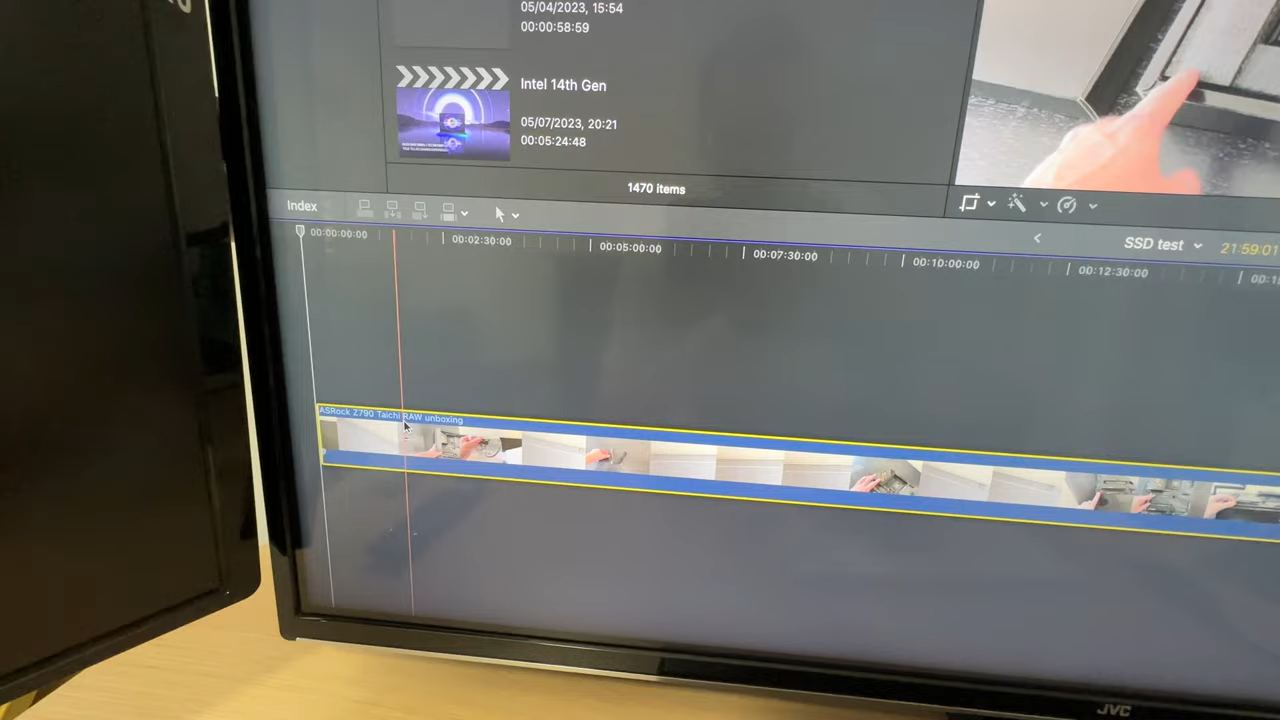 05/04/2023, 15:54
00:00:58:59
Intel 14th Gen
05/07/2023, 20:21
00:05:24:48
1470 items
Index
SSD test
21:59:01
00:00:00:00
00:02:30:00
00:05:00:00
00:07:30:00
00:10:00:00
00:12:30:00
ASRock Z790 Taichi RAW unboxing
JVC